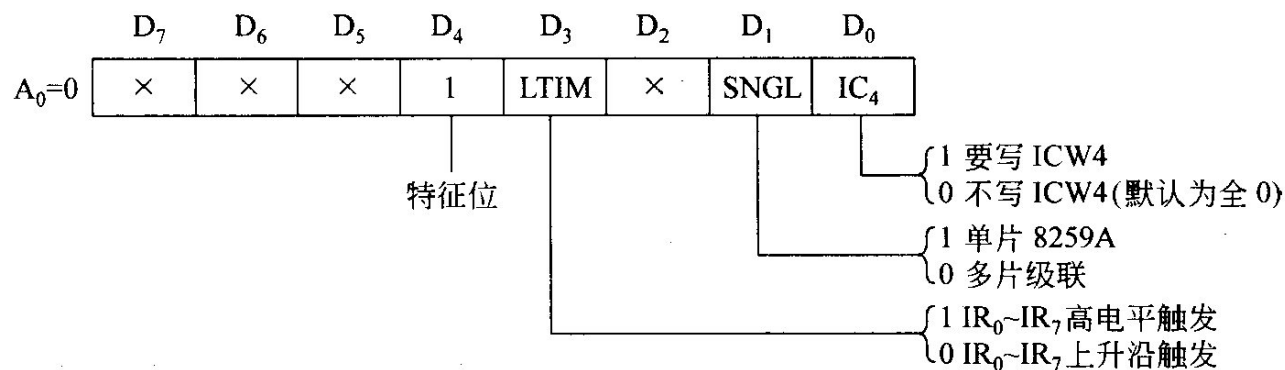 D₇ D₆ D₅ D₄ D₃ D₂ D₁ D₀
A₀=0 × × × 1 LTIM × SNGL IC₄
特征位
1 要写 ICW4
0 不写 ICW4(默认为全 0)
1 单片 8259A
0 多片级联
1 IR₀~IR₇高电平触发
0 IR₀~IR₇上升沿触发